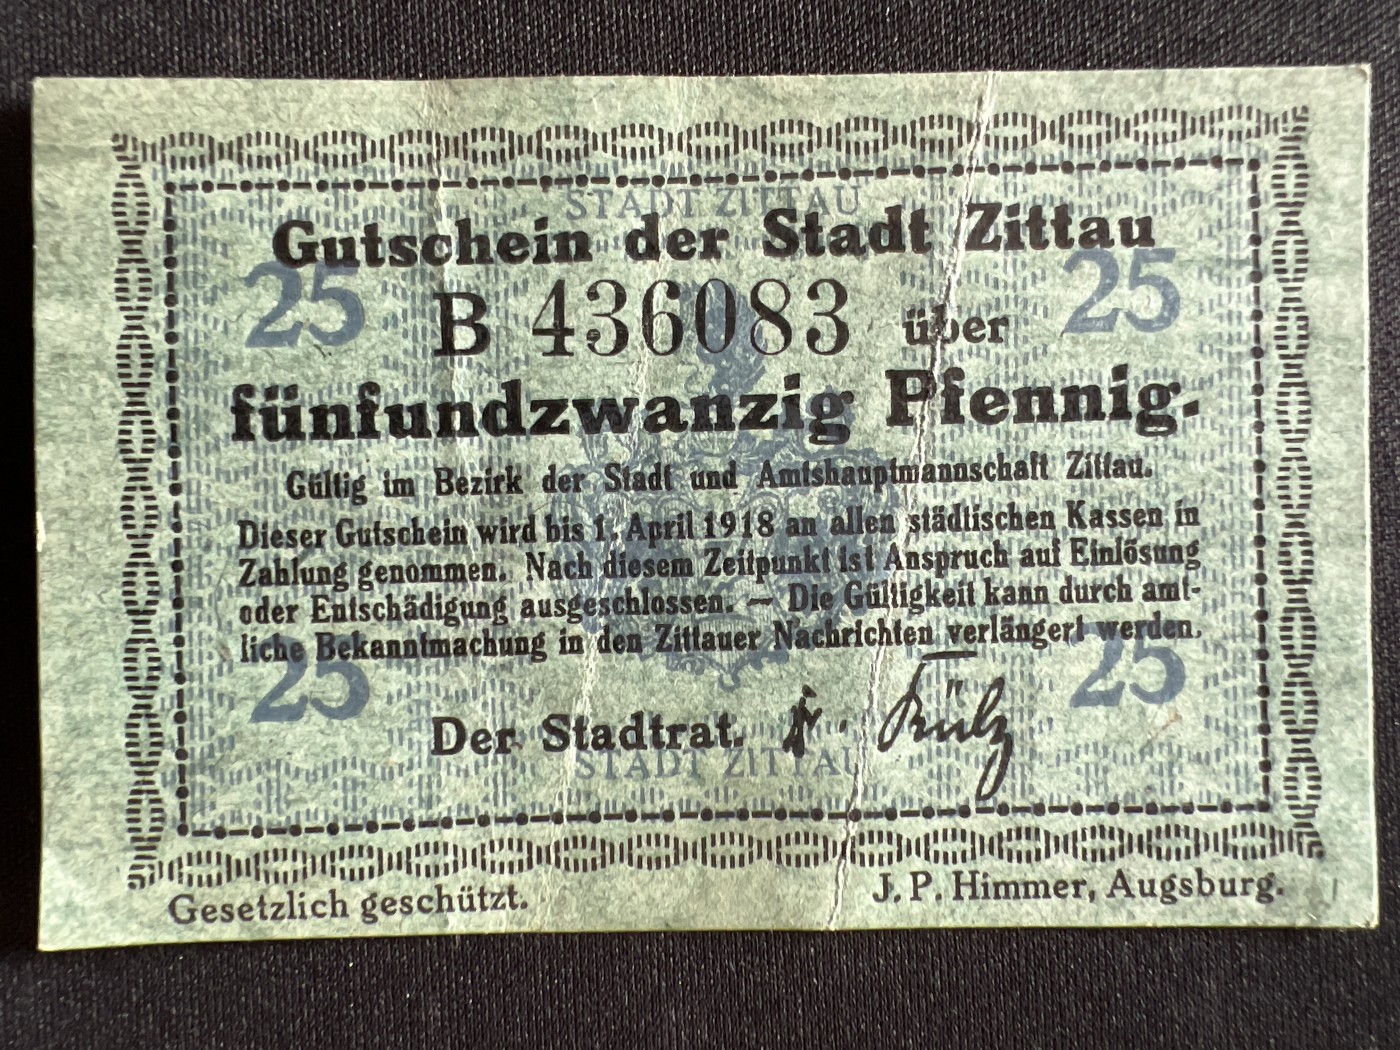 STADT ZITTAU
Gutschein der Stadt Zittau
25 25
B 436083 über
fünfundzwanzig Pfennig.
Gültig im Bezirk der Stadt und Amtshauptmannschaft Zittau.
Dieser Gutschein wird bis 1. April 1918 an allen städtischen Kassen in
Zahlung genommen. Nach diesem Zeitpunkt ist Anspruch auf Einlösung
oder Entschädigung ausgeschlossen. — Die Gültigkeit kann durch amt-
liche Bekanntmachung in den Zittauer Nachrichten verlängert werden.
25 25
Der Stadtrat.
STADT ZITTAU
Gesetzlich geschützt. J. P. Himmer, Augsburg.